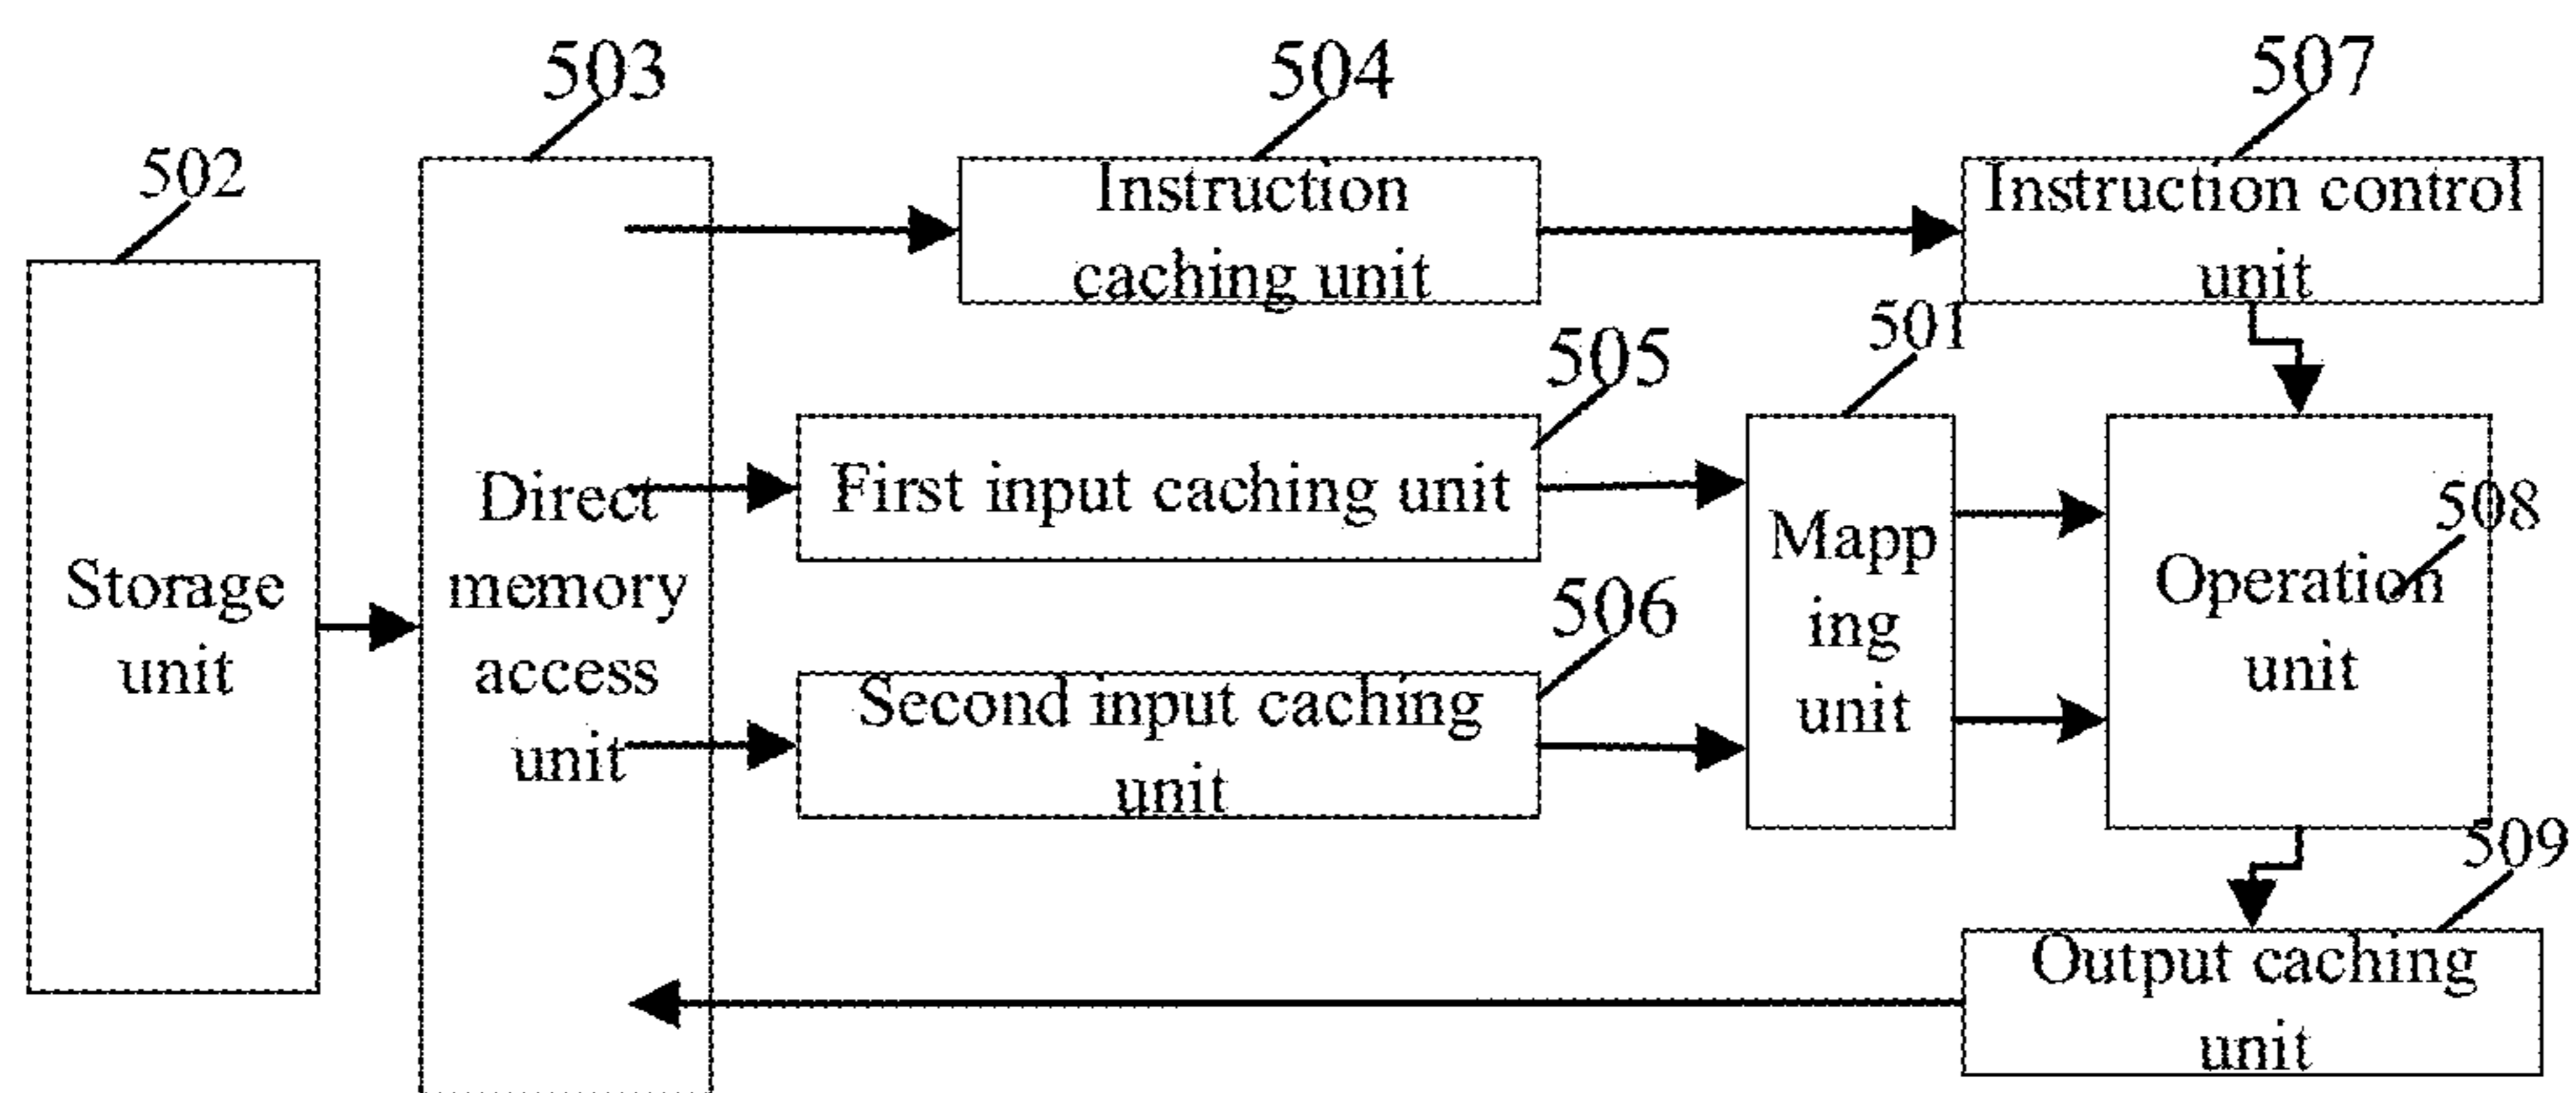 503
504
507
502
Instruction
caching unit
Instruction control
unit
501
505
First input caching unit
Direct
memory
access
unit
Storage
unit
Mapp
ing
unit
508
Operation
unit
506
Second input caching
unit
509
Output caching
unit